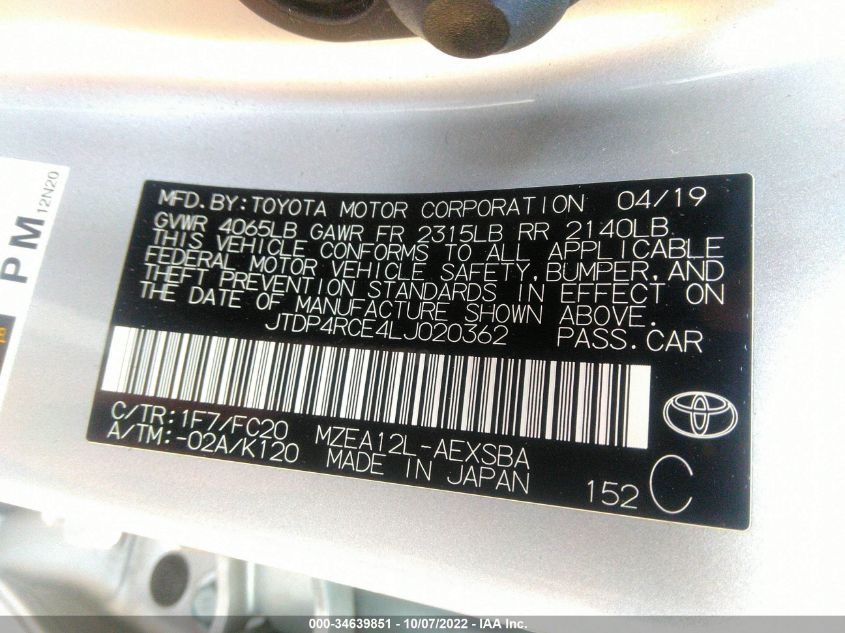 PM
12N20
MFD. BY: TOYOTA MOTOR CORPORATION 04/19
GVWR 4065LB GAWR FR 2315LB RR 2140LB
THIS VEHICLE CONFORMS TO ALL APPLICABLE
FEDERAL MOTOR VEHICLE SAFETY, BUMPER, AND
THEFT PREVENTION STANDARDS IN EFFECT ON
THE DATE OF MANUFACTURE SHOWN ABOVE.
JTDP4RCE4LJ020362 PASS. CAR
C/TR: 1F7/FC20 MZEA12L-AEXSBA
A/TM: -02A/K120 MADE IN JAPAN
152 C
000-34639851 - 10/07/2022 - IAA Inc.